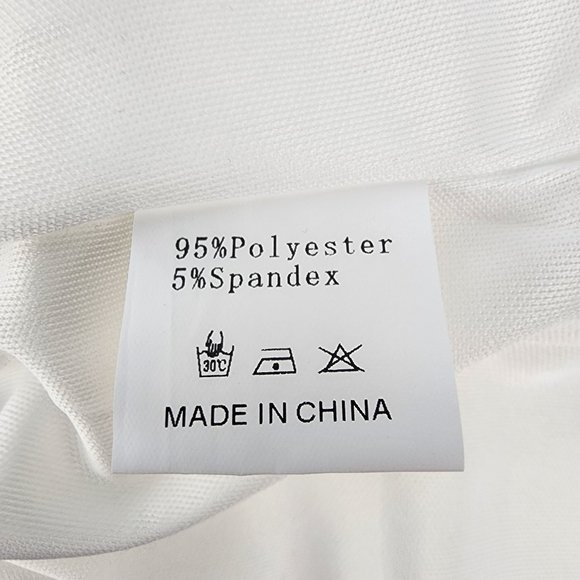 95%Polyester
5%Spandex
30℃
MADE IN CHINA